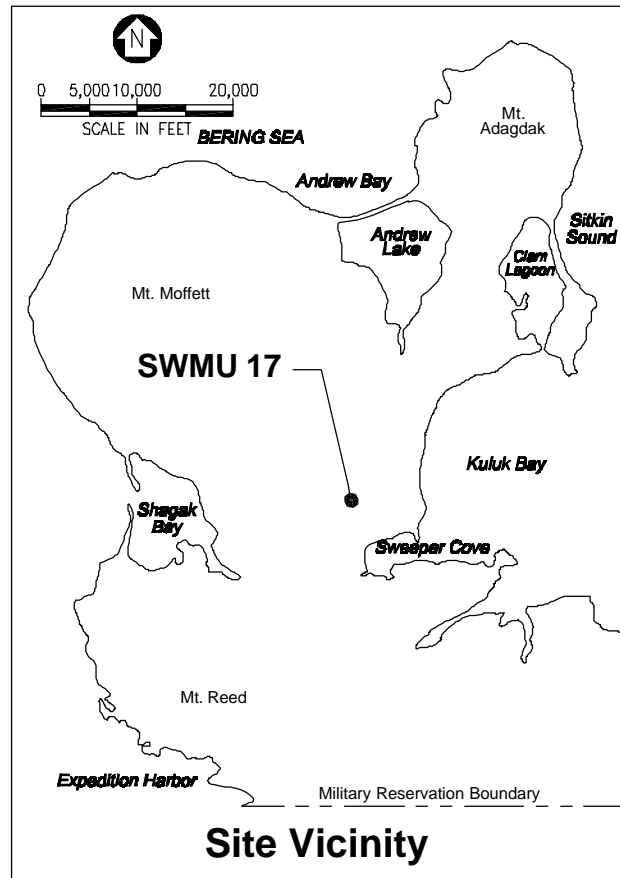 N
0 5,000 10,000 20,000
SCALE IN FEET
BERING SEA
Mt.
Adagdak
Andrew Bay
Andrew
Lake
Sitkin
Sound
Clam
Lagoon
Mt. Moffett
SWMU 17
Kuluk Bay
Shagak
Bay
Sweeper Cove
Mt. Reed
Expedition Harbor
Military Reservation Boundary
Site Vicinity